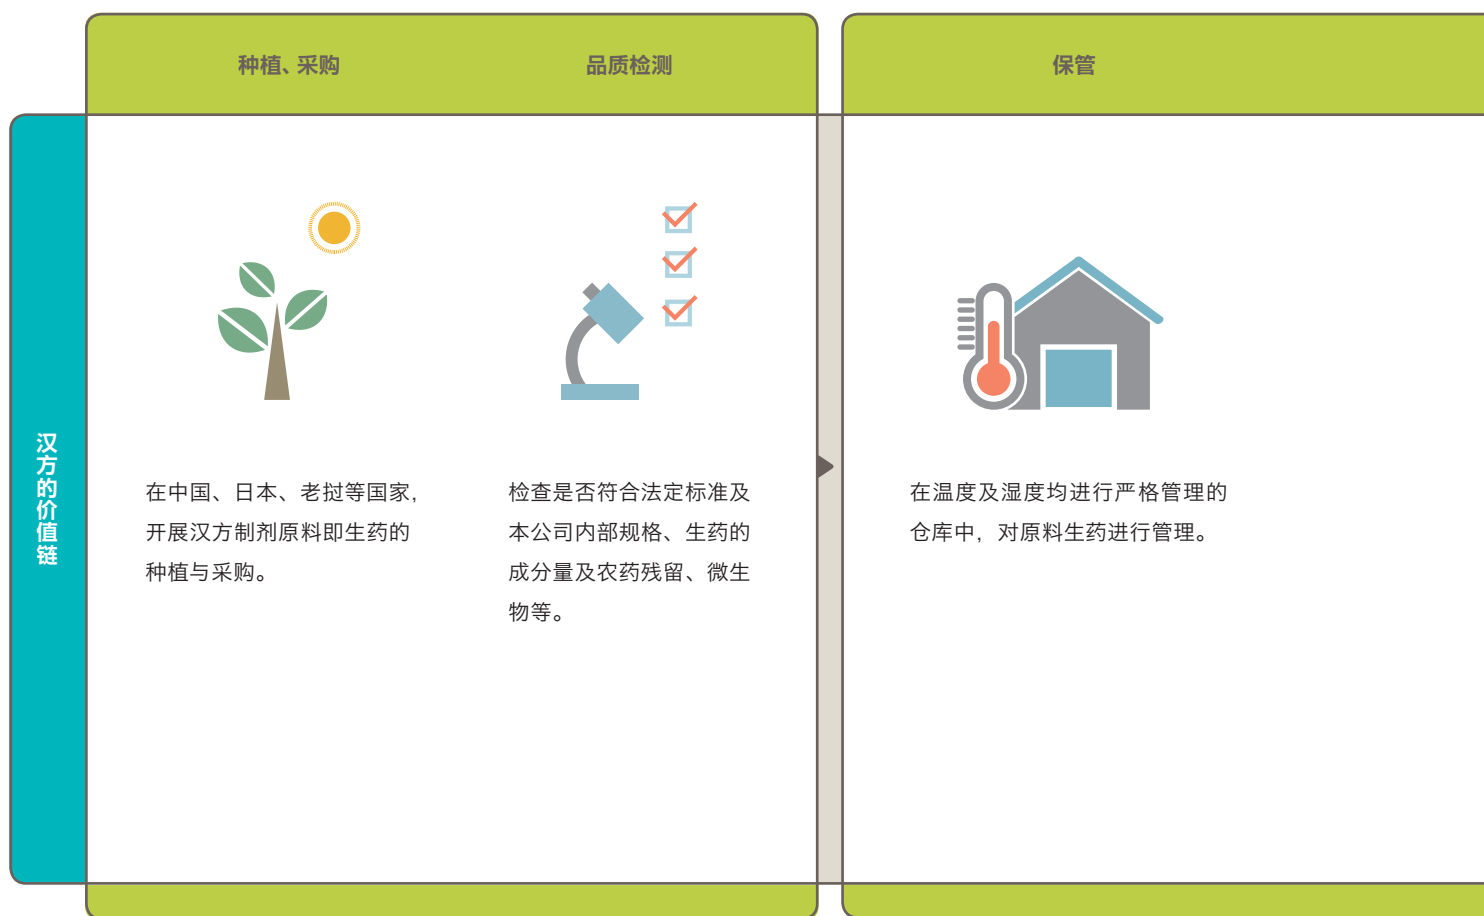 种植、采购
品质检测
保管
汉方的价值链
在中国、日本、老挝等国家，
开展汉方制剂原料即生药的
种植与采购。
检查是否符合法定标准及
本公司内部规格、生药的
成分量及农药残留、微生
物等。
在温度及湿度均进行严格管理的
仓库中，对原料生药进行管理。